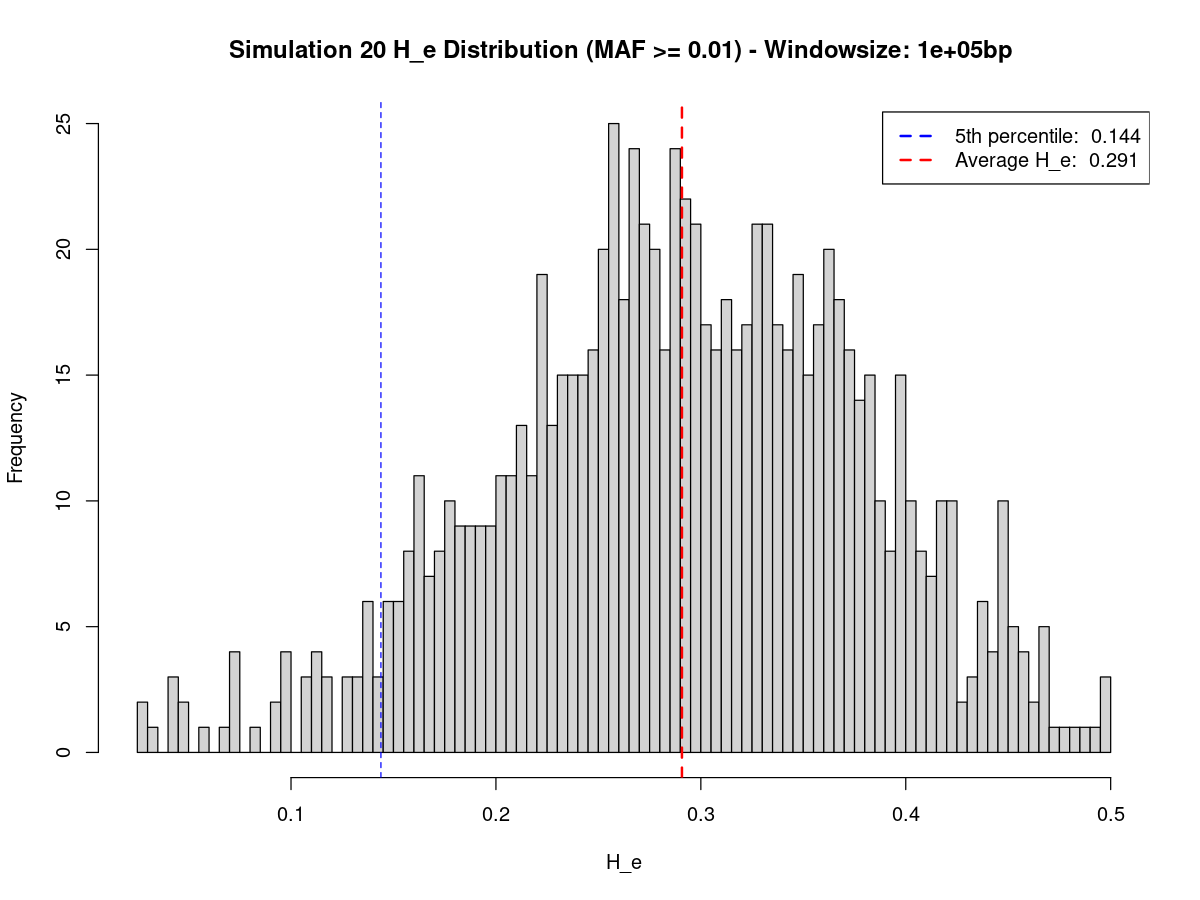 Simulation 20 H_e Distribution (MAF >= 0.01) - Windowsize: 1e+05bp
5th percentile: 0.144
Average H_e: 0.291
Frequency
25
20
15
10
5
0
0.1 0.2 0.3 0.4 0.5
H_e